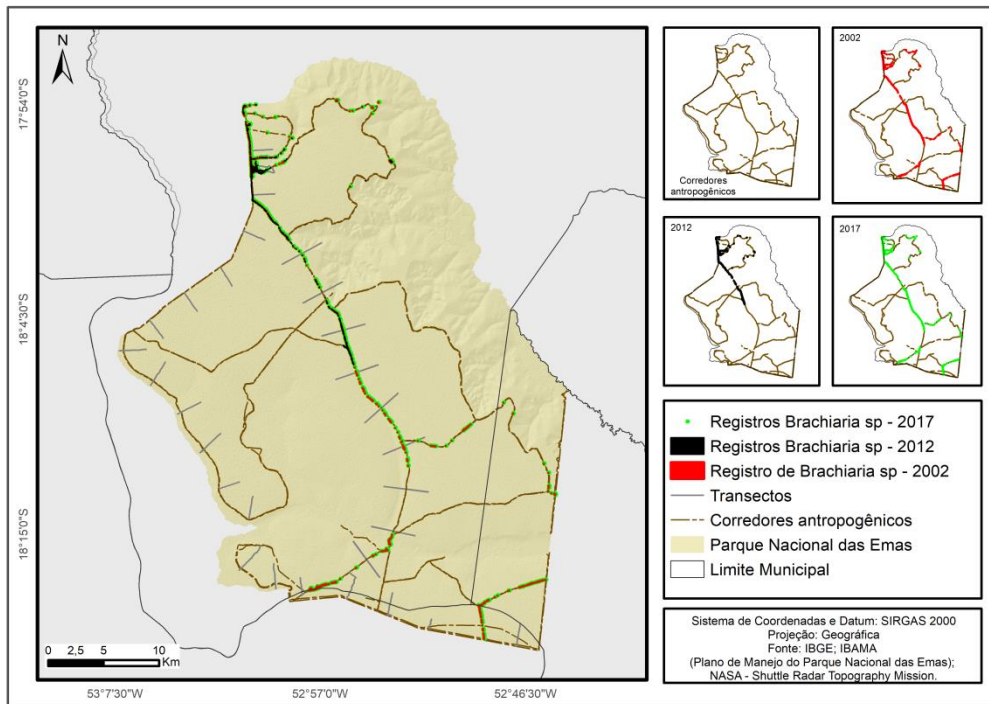 N
17°54'0"S
18°4'30"S
18°15'0"S
0 2,5 5 10
Km
53°7'30"W
52°57'0"W
52°46'30"W
Corredores
antropogênicos
2002
2012
2017
Registros Brachiaria sp - 2017
Registros Brachiaria sp - 2012
Registro de Brachiaria sp - 2002
Transectos
Corredores antropogênicos
Parque Nacional das Emas
Limite Municipal
Sistema de Coordenadas e Datum: SIRGAS 2000
Projeção: Geográfica
Fonte: IBGE; IBAMA
(Plano de Manejo do Parque Nacional das Emas);
NASA - Shuttle Radar Topography Mission.